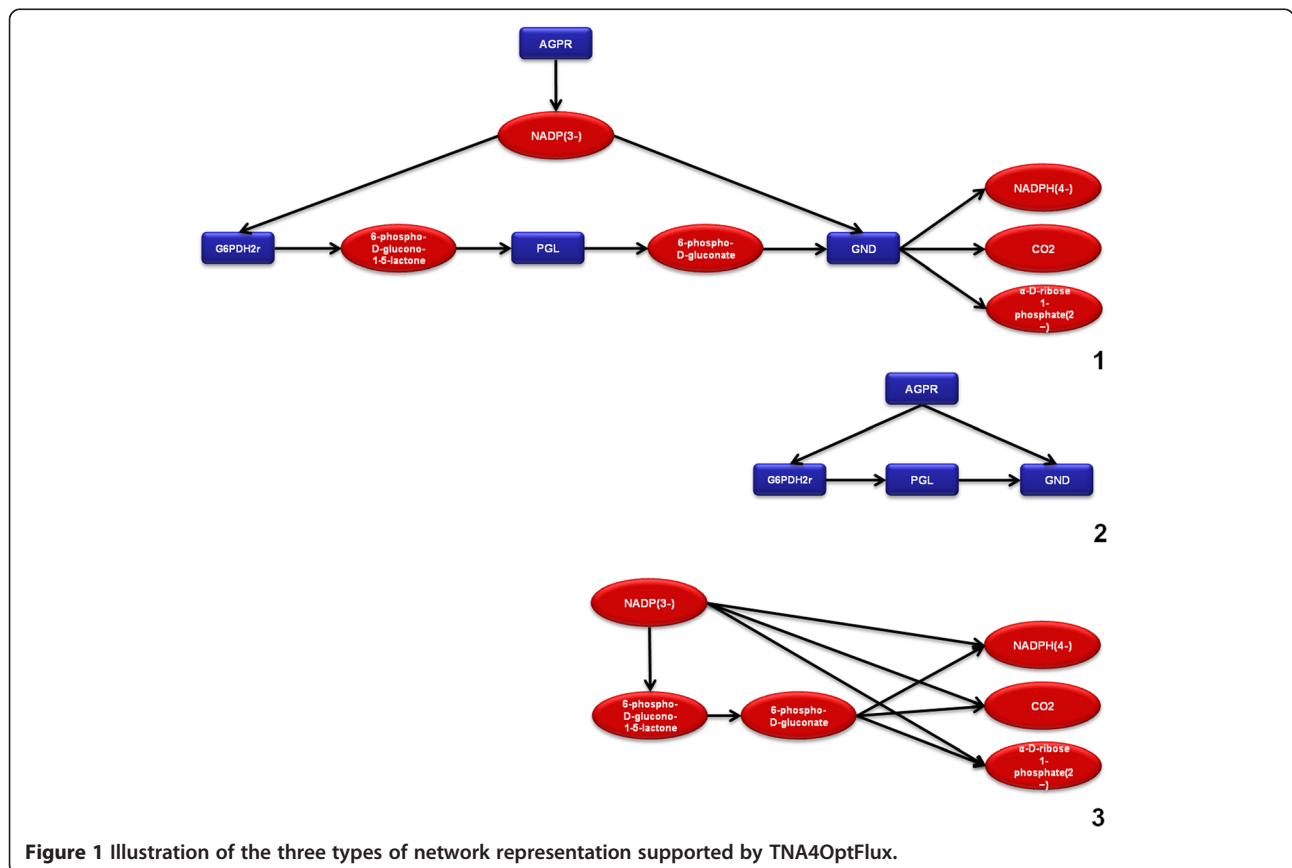 AGPR
NADP(3-)
NADPH(4-)
G6PDH2r
6-phospho-
D-glucono-
1-5-lactone
PGL
6-phospho-
D-gluconate
GND
CO2
α-D-ribose
1-
phosphate(2
–)
1
AGPR
G6PDH2r
PGL
GND
2
NADP(3-)
NADPH(4-)
6-phospho-
D-glucono-
1-5-lactone
6-phospho-
D-gluconate
CO2
α-D-ribose
1-
phosphate(2
–)
3
Figure 1 Illustration of the three types of network representation supported by TNA4OptFlux.